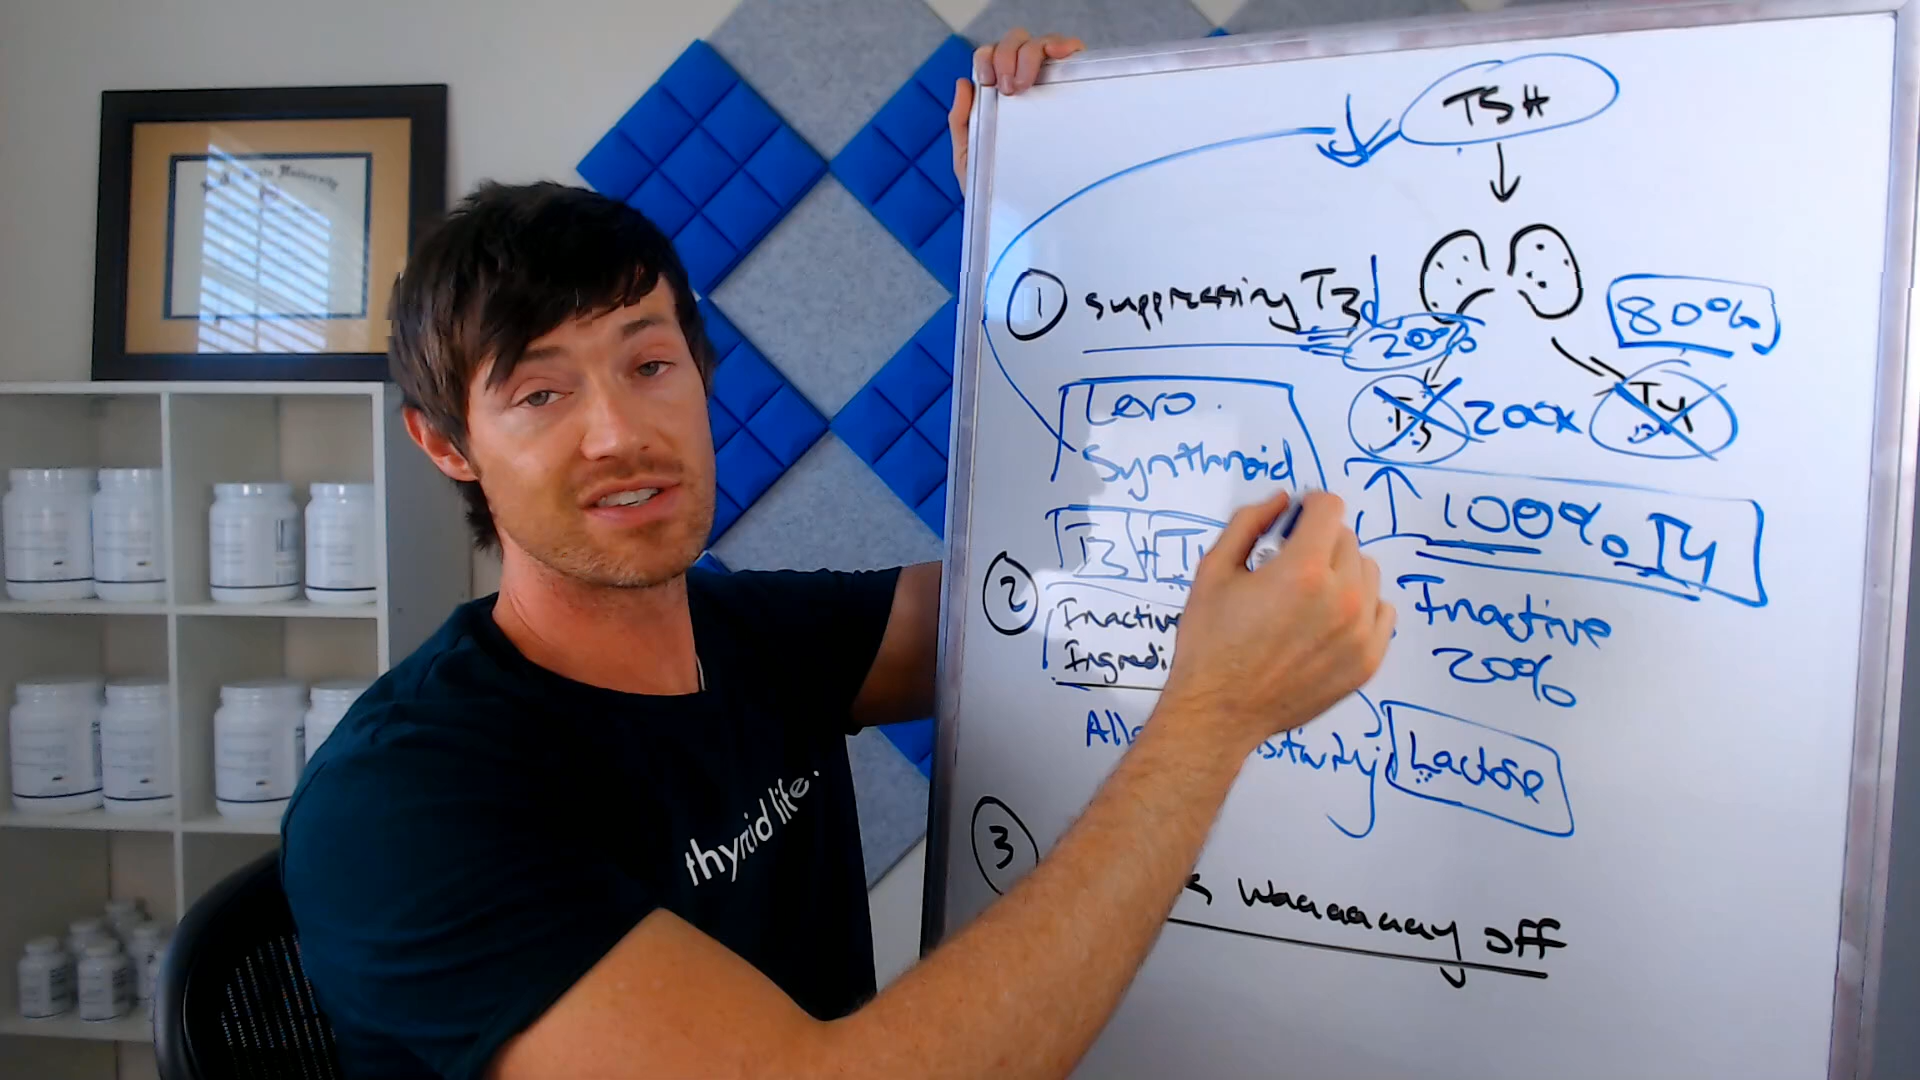 TSH
① suppressing T3
80%
20%
T3 200x T4
Levo.
Synthroid
↑ 100% T4
T3 + T4
②
Inactive
Inactive
20%
Lactose
③
waaaaaay off
thyroid life.
University